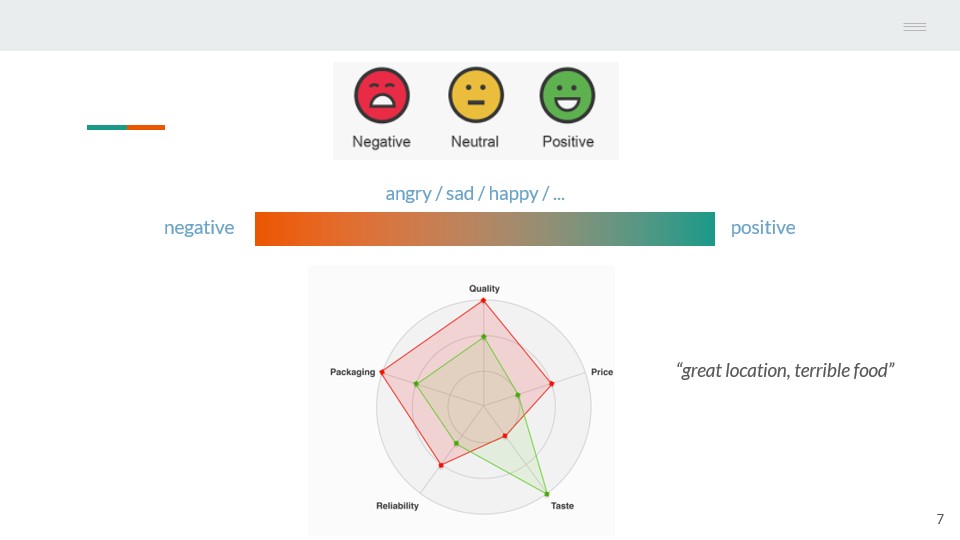 Negative Neutral Positive
angry / sad / happy / ...
negative positive
Quality
Packaging Price
“great location, terrible food”
Reliability Taste
7